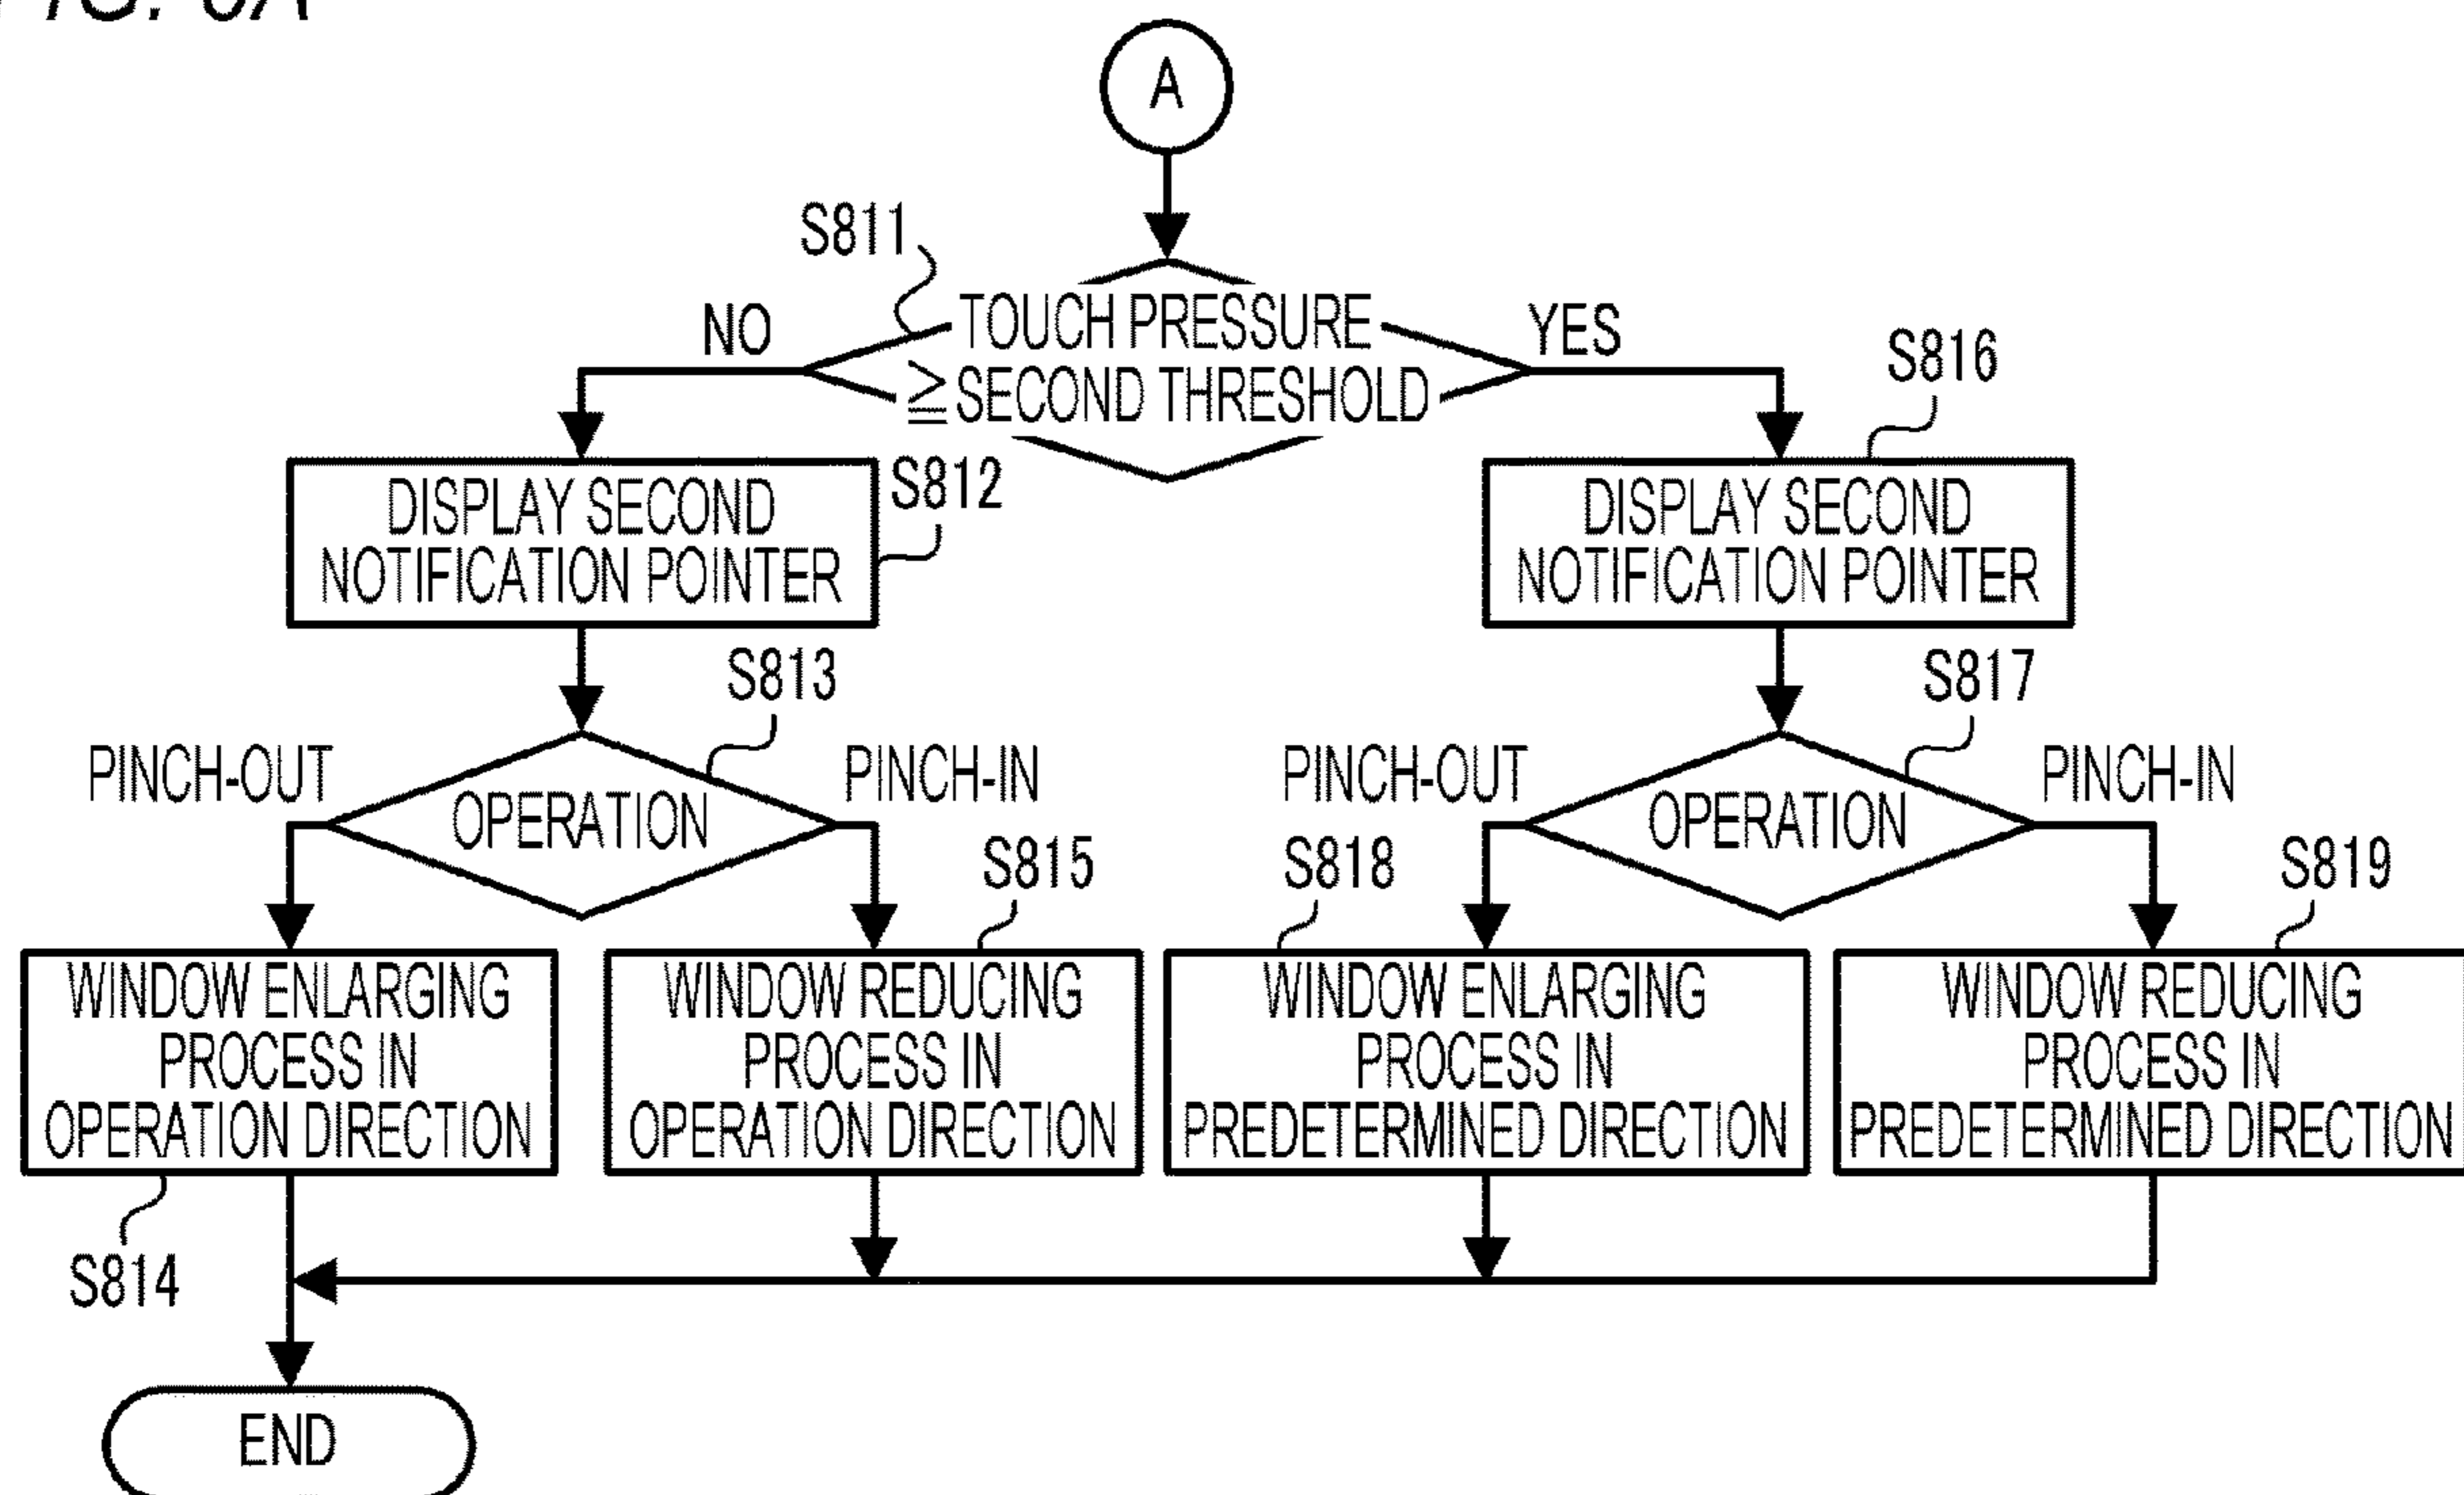 A
S811
NO
TOUCH PRESSURE
≧SECOND THRESHOLD
YES
S816
DISPLAY SECOND
NOTIFICATION POINTER
S812
DISPLAY SECOND
NOTIFICATION POINTER
S813
S817
PINCH-OUT
OPERATION
PINCH-IN
PINCH-OUT
OPERATION
PINCH-IN
S815
S818
S819
WINDOW ENLARGING
PROCESS IN
OPERATION DIRECTION
WINDOW REDUCING
PROCESS IN
OPERATION DIRECTION
WINDOW ENLARGING
PROCESS IN
PREDETERMINED DIRECTION
WINDOW REDUCING
PROCESS IN
PREDETERMINED DIRECTION
S814
END